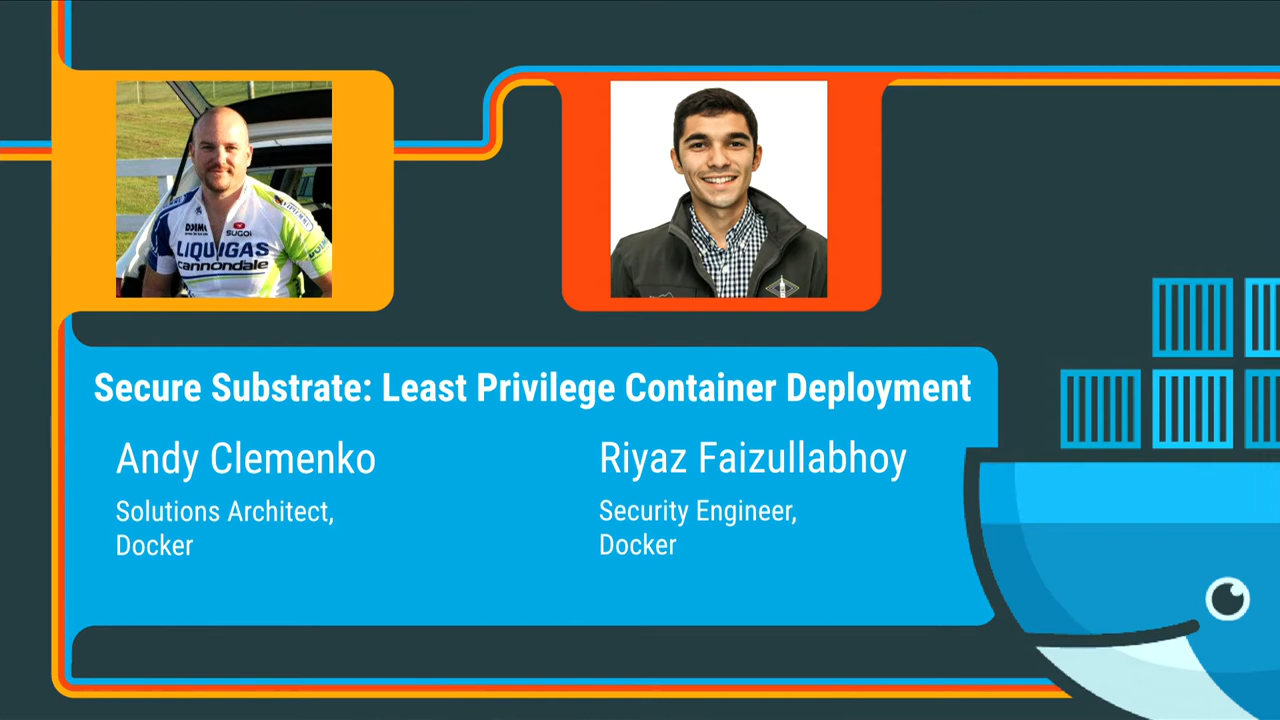 DOIMO
SUGOI
LIQUIGAS
cannondale
Secure Substrate: Least Privilege Container Deployment
Andy Clemenko
Riyaz Faizullabhoy
Solutions Architect,
Docker
Security Engineer,
Docker